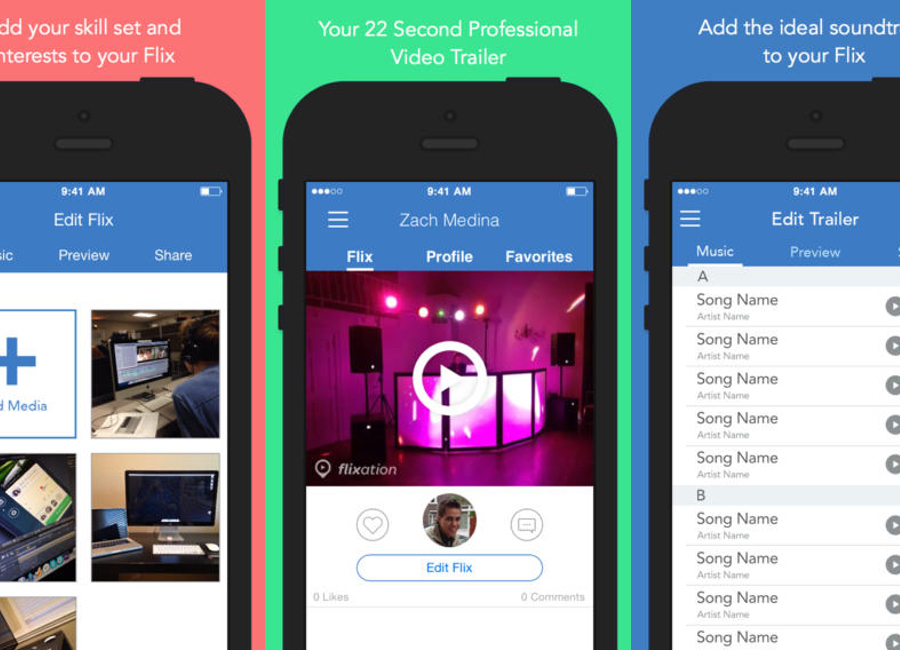 dd your skill set and
nterests to your Flix
9:41 AM
Edit Flix
sic Preview Share
d Media
Your 22 Second Professional
Video Trailer
9:41 AM
Zach Medina
Flix Profile Favorites
flixation
Edit Flix
0 Likes 0 Comments
Add the ideal soundtra
to your Flix
9:41 AM
Edit Trailer
Music Preview S
A
Song Name
Artist Name
Song Name
Artist Name
Song Name
Artist Name
Song Name
Artist Name
Song Name
Artist Name
B
Song Name
Artist Name
Song Name
Artist Name
Song Name
Artist Name
Song Name